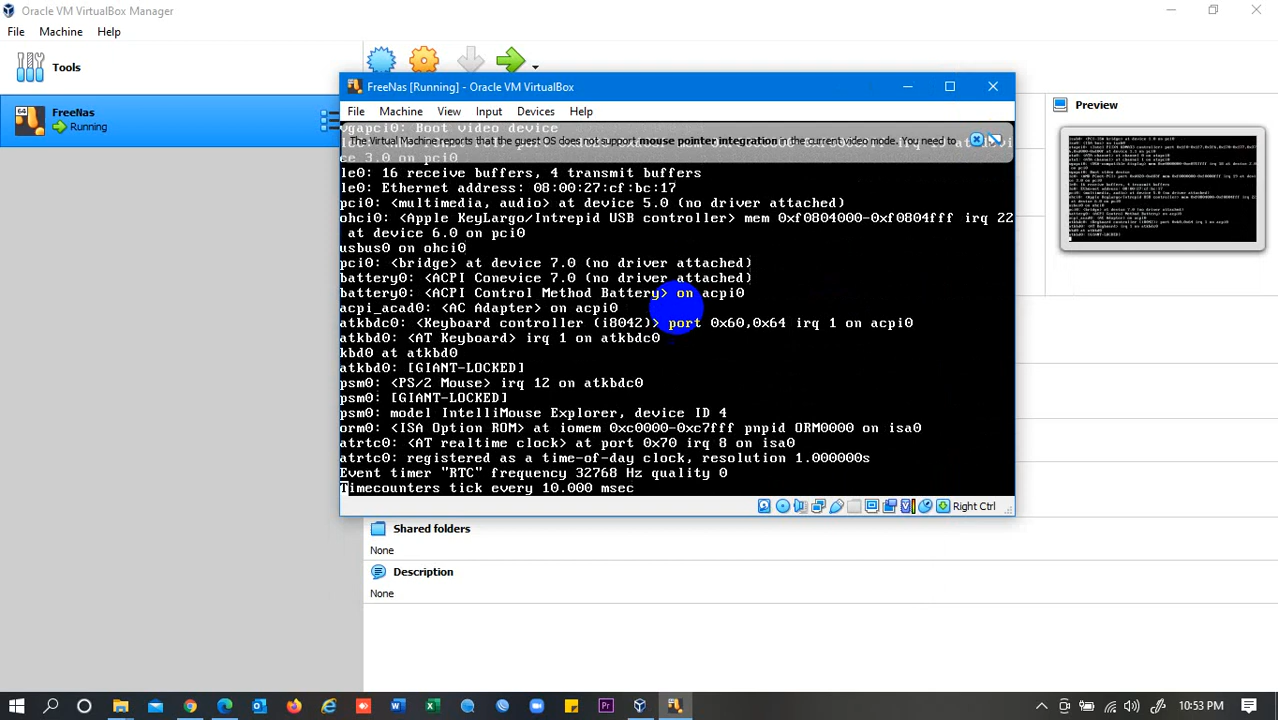 Oracle VM VirtualBox Manager
File Machine Help
Tools
FreeNas
Running
FreeNas [Running] - Oracle VM VirtualBox
File Machine View Input Devices Help
vgapci0: Boot video device
The Virtual Machine reports that the guest OS does not support mouse pointer integration in the current video mode. You need to
ce 3.0 on pci0
le0: 16 receive buffers, 4 transmit buffers
le0: Ethernet address: 08:00:27:cf:bc:17
pci0: <multimedia, audio> at device 5.0 (no driver attached)
ohci0: <Apple KeyLargo/Intrepid USB controller> mem 0xf0804000-0xf0804fff irq 22
at device 6.0 on pci0
usbus0 on ohci0
pci0: <bridge> at device 7.0 (no driver attached)
battery0: <ACPI Conevice 7.0 (no driver attached)
battery0: <ACPI Control Method Battery> on acpi0
acpi_acad0: <AC Adapter> on acpi0
atkbdc0: <Keyboard controller (i8042)> port 0x60,0x64 irq 1 on acpi0
atkbd0: <AT Keyboard> irq 1 on atkbdc0
kbd0 at atkbd0
atkbd0: [GIANT-LOCKED]
psm0: <PS/2 Mouse> irq 12 on atkbdc0
psm0: [GIANT-LOCKED]
psm0: model IntelliMouse Explorer, device ID 4
orm0: <ISA Option ROM> at iomem 0xc0000-0xc7fff pnpid ORM0000 on isa0
atrtc0: <AT realtime clock> at port 0x70 irq 8 on isa0
atrtc0: registered as a time-of-day clock, resolution 1.000000s
Event timer "RTC" frequency 32768 Hz quality 0
Timecounters tick every 10.000 msec
Right Ctrl
Preview
Shared folders
None
Description
None
10:53 PM